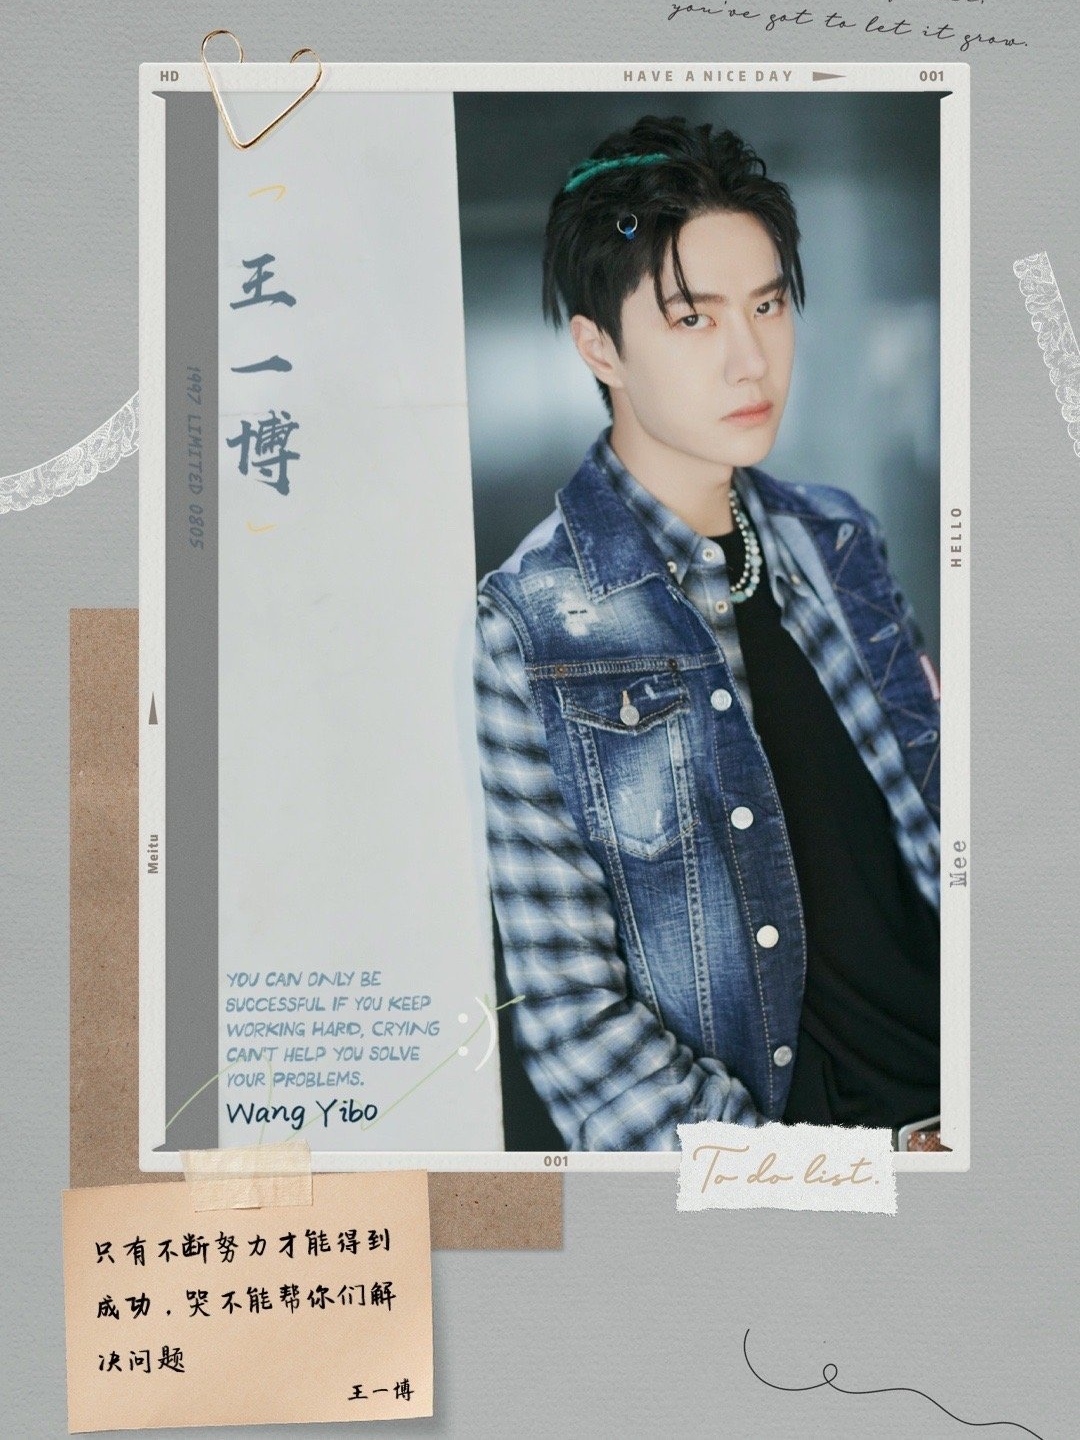 you've got to let it grow.
HD
HAVE A NICE DAY
001
王一博
1997 LIMITED 0805
HELLO
Meitu
Mee
YOU CAN ONLY BE
SUCCESSFUL IF YOU KEEP
WORKING HARD, CRYING
CAN'T HELP YOU SOLVE
YOUR PROBLEMS.
Wang Yibo
:)
001
To do list.
只有不断努力才能得到
成功，哭不能帮你们解
决问题
王一博